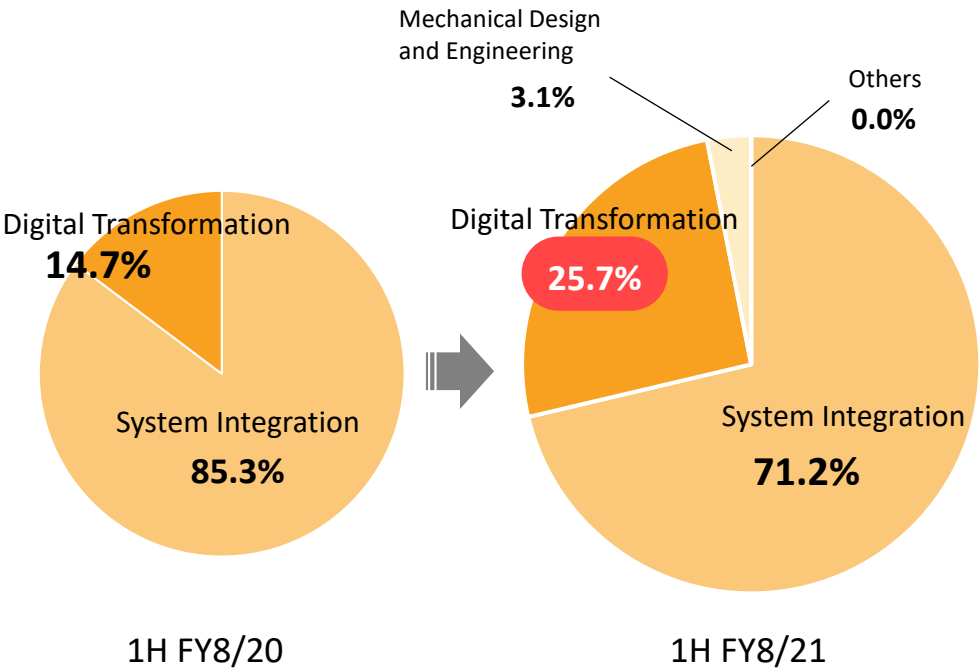 Mechanical Design
and Engineering
3.1%
Others
0.0%
Digital Transformation
14.7%
System Integration
85.3%
Digital Transformation
25.7%
System Integration
71.2%
1H FY8/20
1H FY8/21